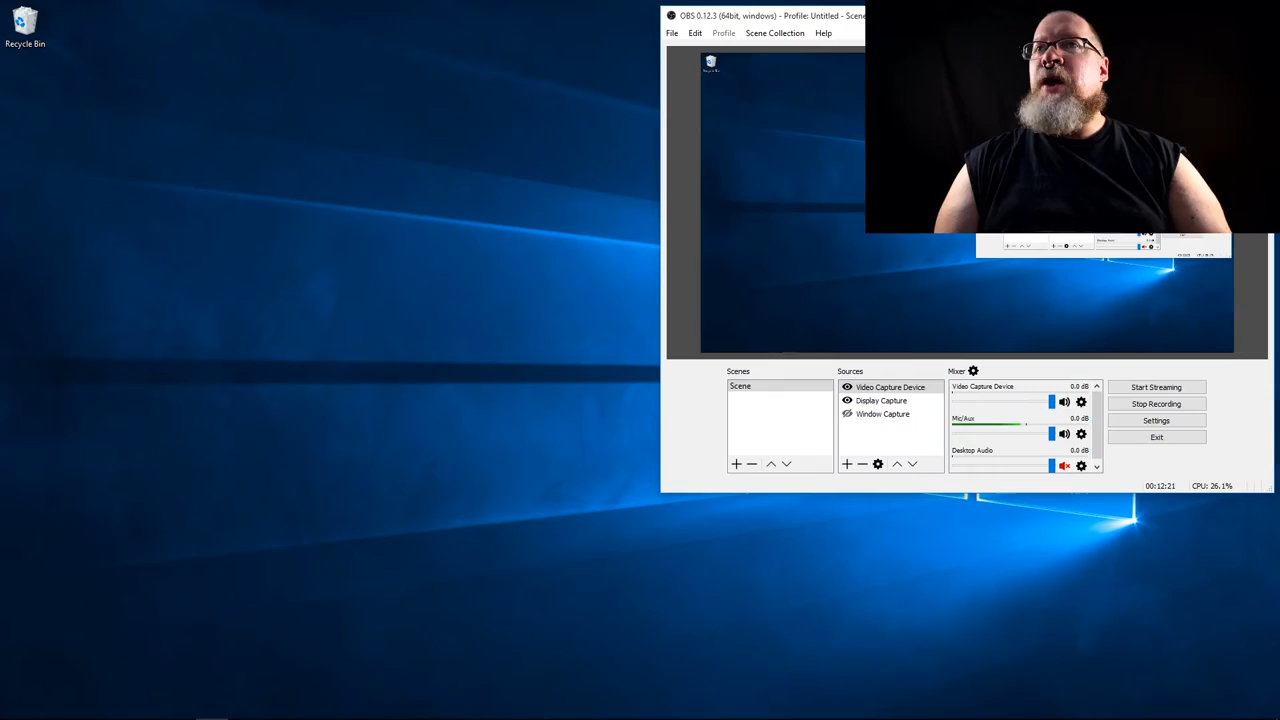 Recycle Bin
OBS 0.12.3 (64bit, windows) - Profile: Untitled - Scene
File Edit Profile Scene Collection Help
Recycle Bin
Scenes Sources Mixer
Scene
Video Capture Device
Display Capture
Window Capture
Video Capture Device 0.0 dB
Mic/Aux 0.0 dB
Desktop Audio 0.0 dB
Start Streaming
Stop Recording
Settings
Exit
00:12:21 CPU: 26.1%